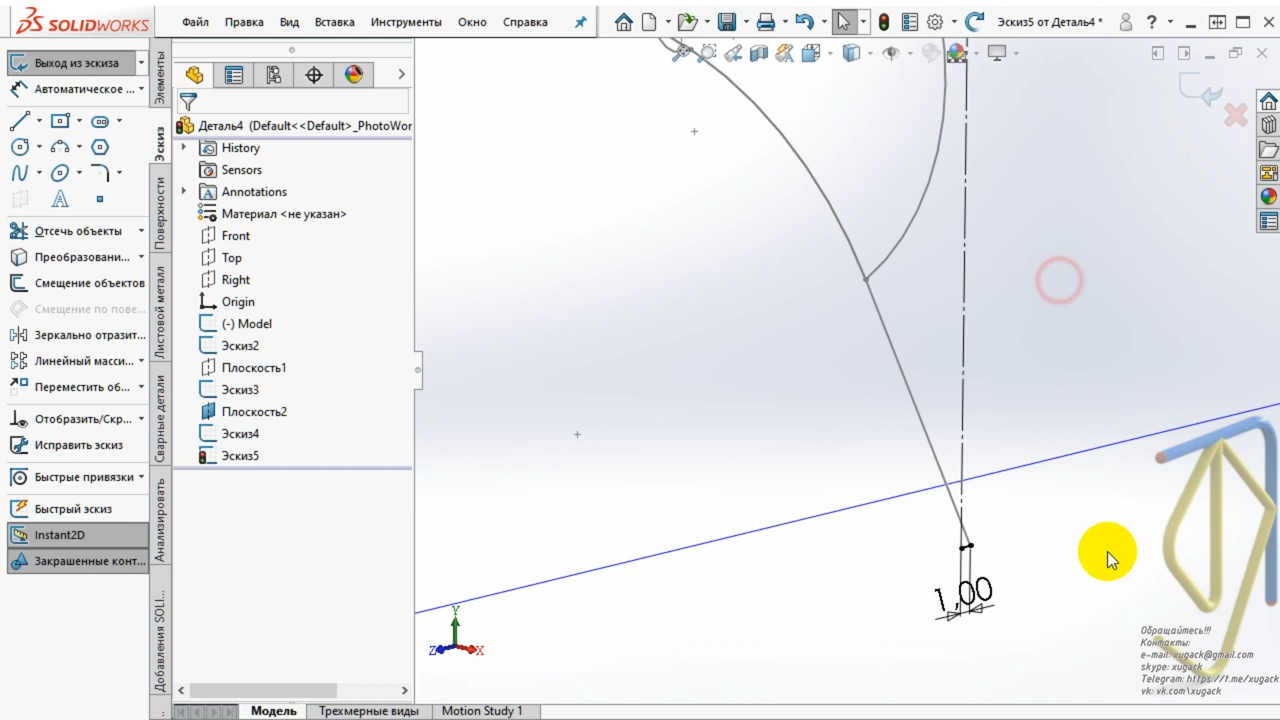 SOLIDWORKS
Файл
Правка
Вид
Вставка
Инструменты
Окно
Справка
Эскиз5 от Деталь4 *
Выход из эскиза
Автоматическое ...
Отсечь объекты
Преобразовани...
Смещение объектов
Смещение по пове...
Зеркально отразит...
Линейный масси...
Переместить об...
Отобразить/Скр...
Исправить эскиз
Быстрые привязки
Быстрый эскиз
Instant2D
Закрашенные конт...
Элементы
Эскиз
Поверхности
Листовой металл
Сварные детали
Анализировать
Добавления SOLI...
Деталь4 (Default<<Default>_PhotoWor
History
Sensors
Annotations
Материал <не указан>
Front
Top
Right
Origin
(-) Model
Эскиз2
Плоскость1
Эскиз3
Плоскость2
Эскиз4
Эскиз5
1,00
Y
Z
X
Обращайтесь!!!
Контакты:
e-mail: xugack@gmail.com
skype: xugack
Telegram: https://t.me/xugack
vk: vk.com\xugack
Модель
Трехмерные виды
Motion Study 1